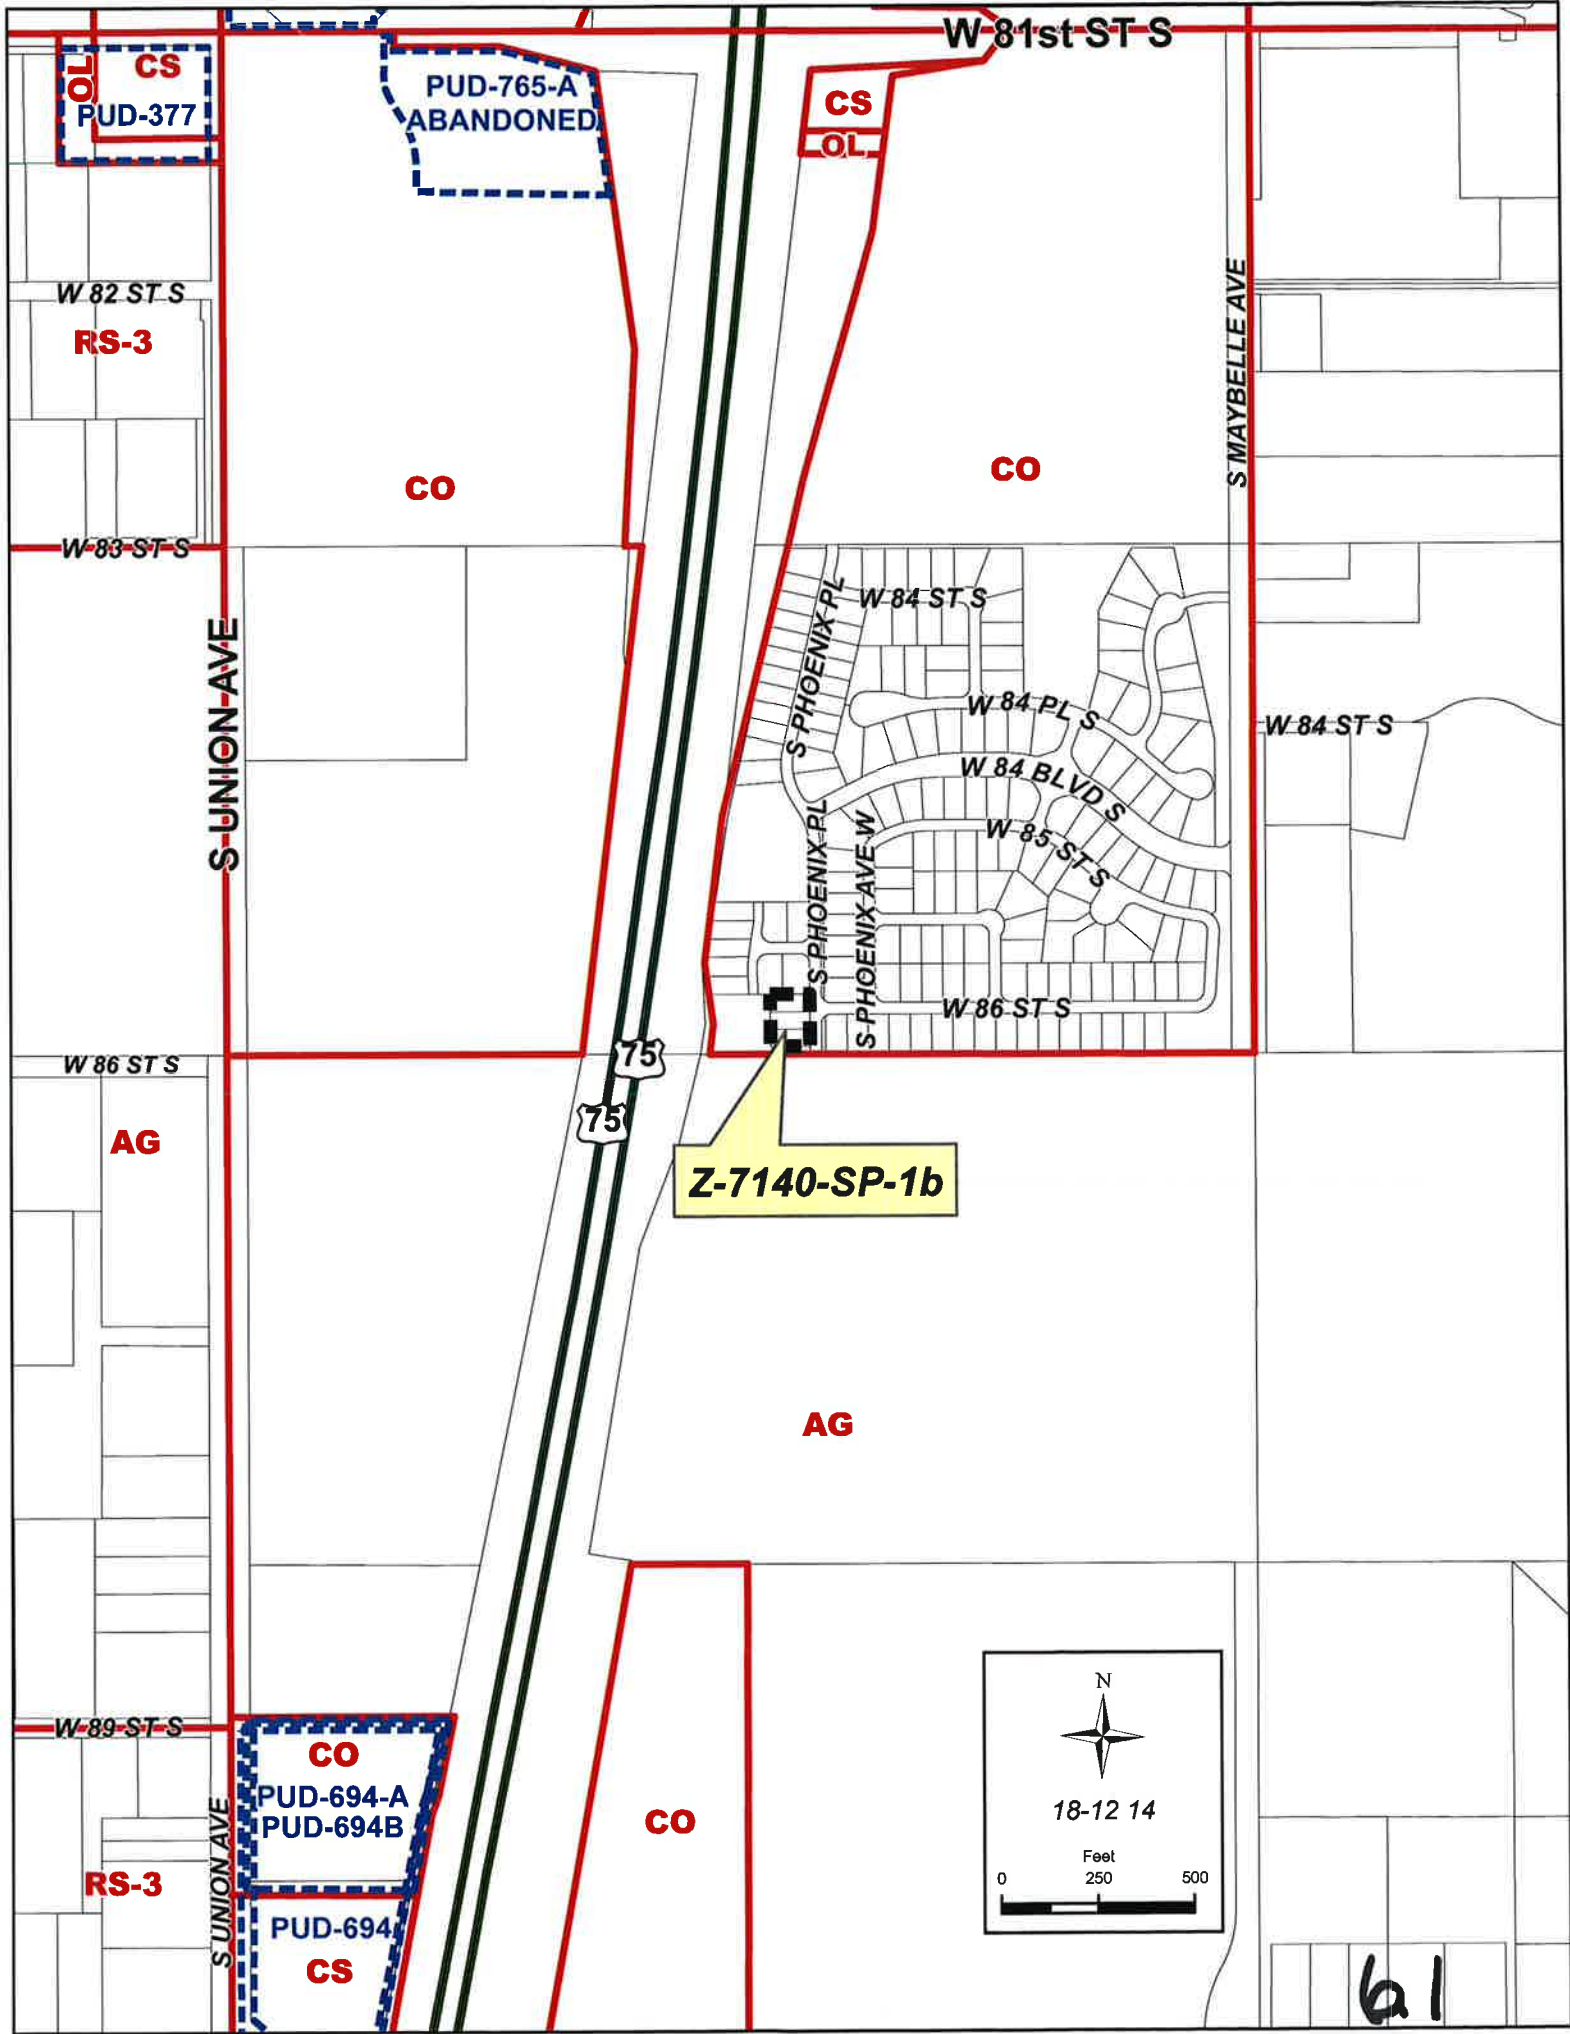 W 81st ST S
OL
CS
PUD-377
PUD-765-A
ABANDONED
CS
OL
W 82 ST S
RS-3
S MAYBELLE AVE
CO
CO
W 83 ST S
S UNION AVE
S PHOENIX PL
W 84 ST S
W 84 PL S
W 84 ST S
W 84 BLVD S
S PHOENIX PL
S PHOENIX AVE W
W 85 ST S
W 86 ST S
W 86 ST S
75
75
AG
Z-7140-SP-1b
AG
W 89 ST S
CO
PUD-694-A
PUD-694B
S UNION AVE
RS-3
PUD-694
CS
CO
N
18-12 14
Feet
0 250 500
61